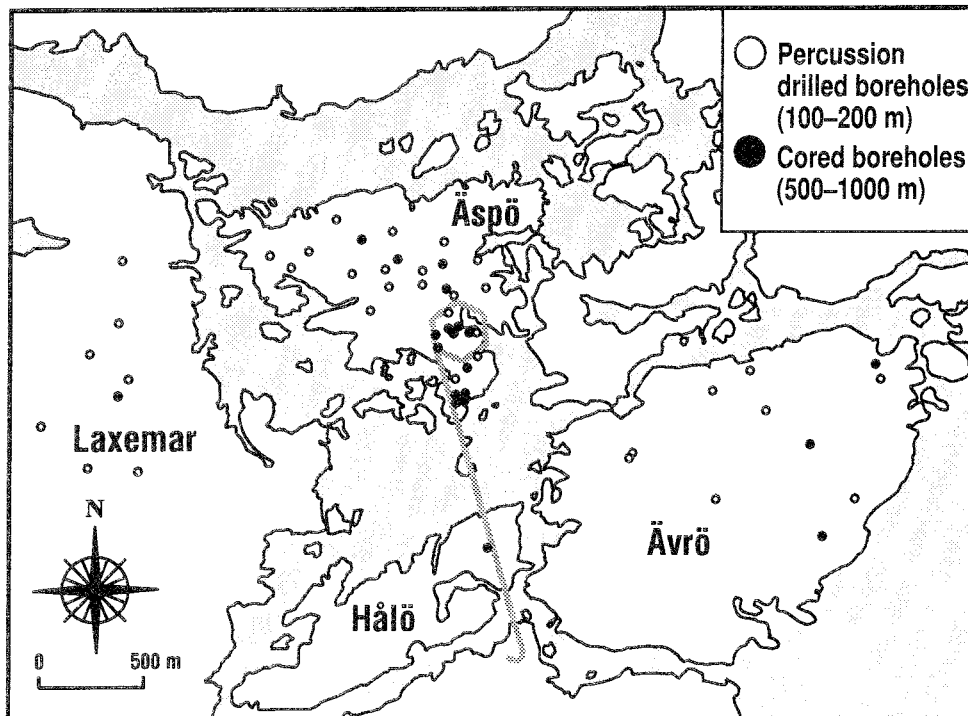 Percussion
drilled boreholes
(100–200 m)
Cored boreholes
(500–1000 m)
Äspö
Laxemar
N
Ävrö
Hålö
0 500 m